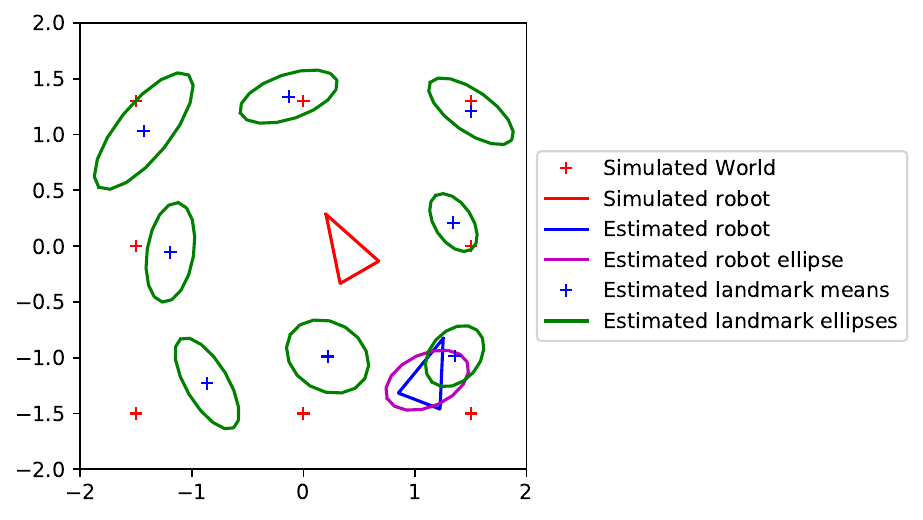 2.0
1.5
1.0
0.5
0.0
−0.5
−1.0
−1.5
−2.0
−2 −1 0 1 2
Simulated World
Simulated robot
Estimated robot
Estimated robot ellipse
Estimated landmark means
Estimated landmark ellipses